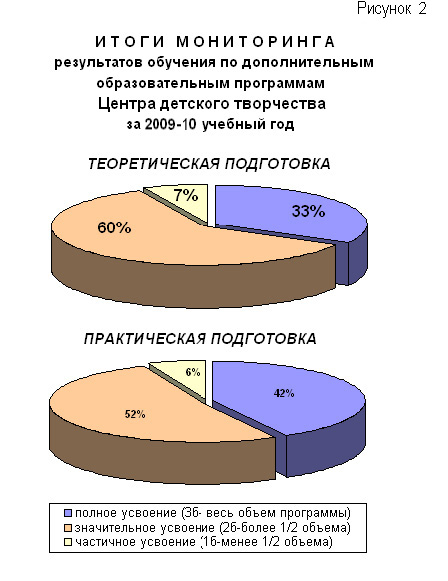 Рисунок 2
ИТОГИ МОНИТОРИНГА
результатов обучения по дополнительным
образовательным программам
Центра детского творчества
за 2009-10 учебный год
ТЕОРЕТИЧЕСКАЯ ПОДГОТОВКА
7%
33%
60%
ПРАКТИЧЕСКАЯ ПОДГОТОВКА
6%
42%
52%
полное усвоение (3б- весь объем программы)
значительное усвоение (2б-более 1/2 объема)
частичное усвоение (1б-менее 1/2 объема)